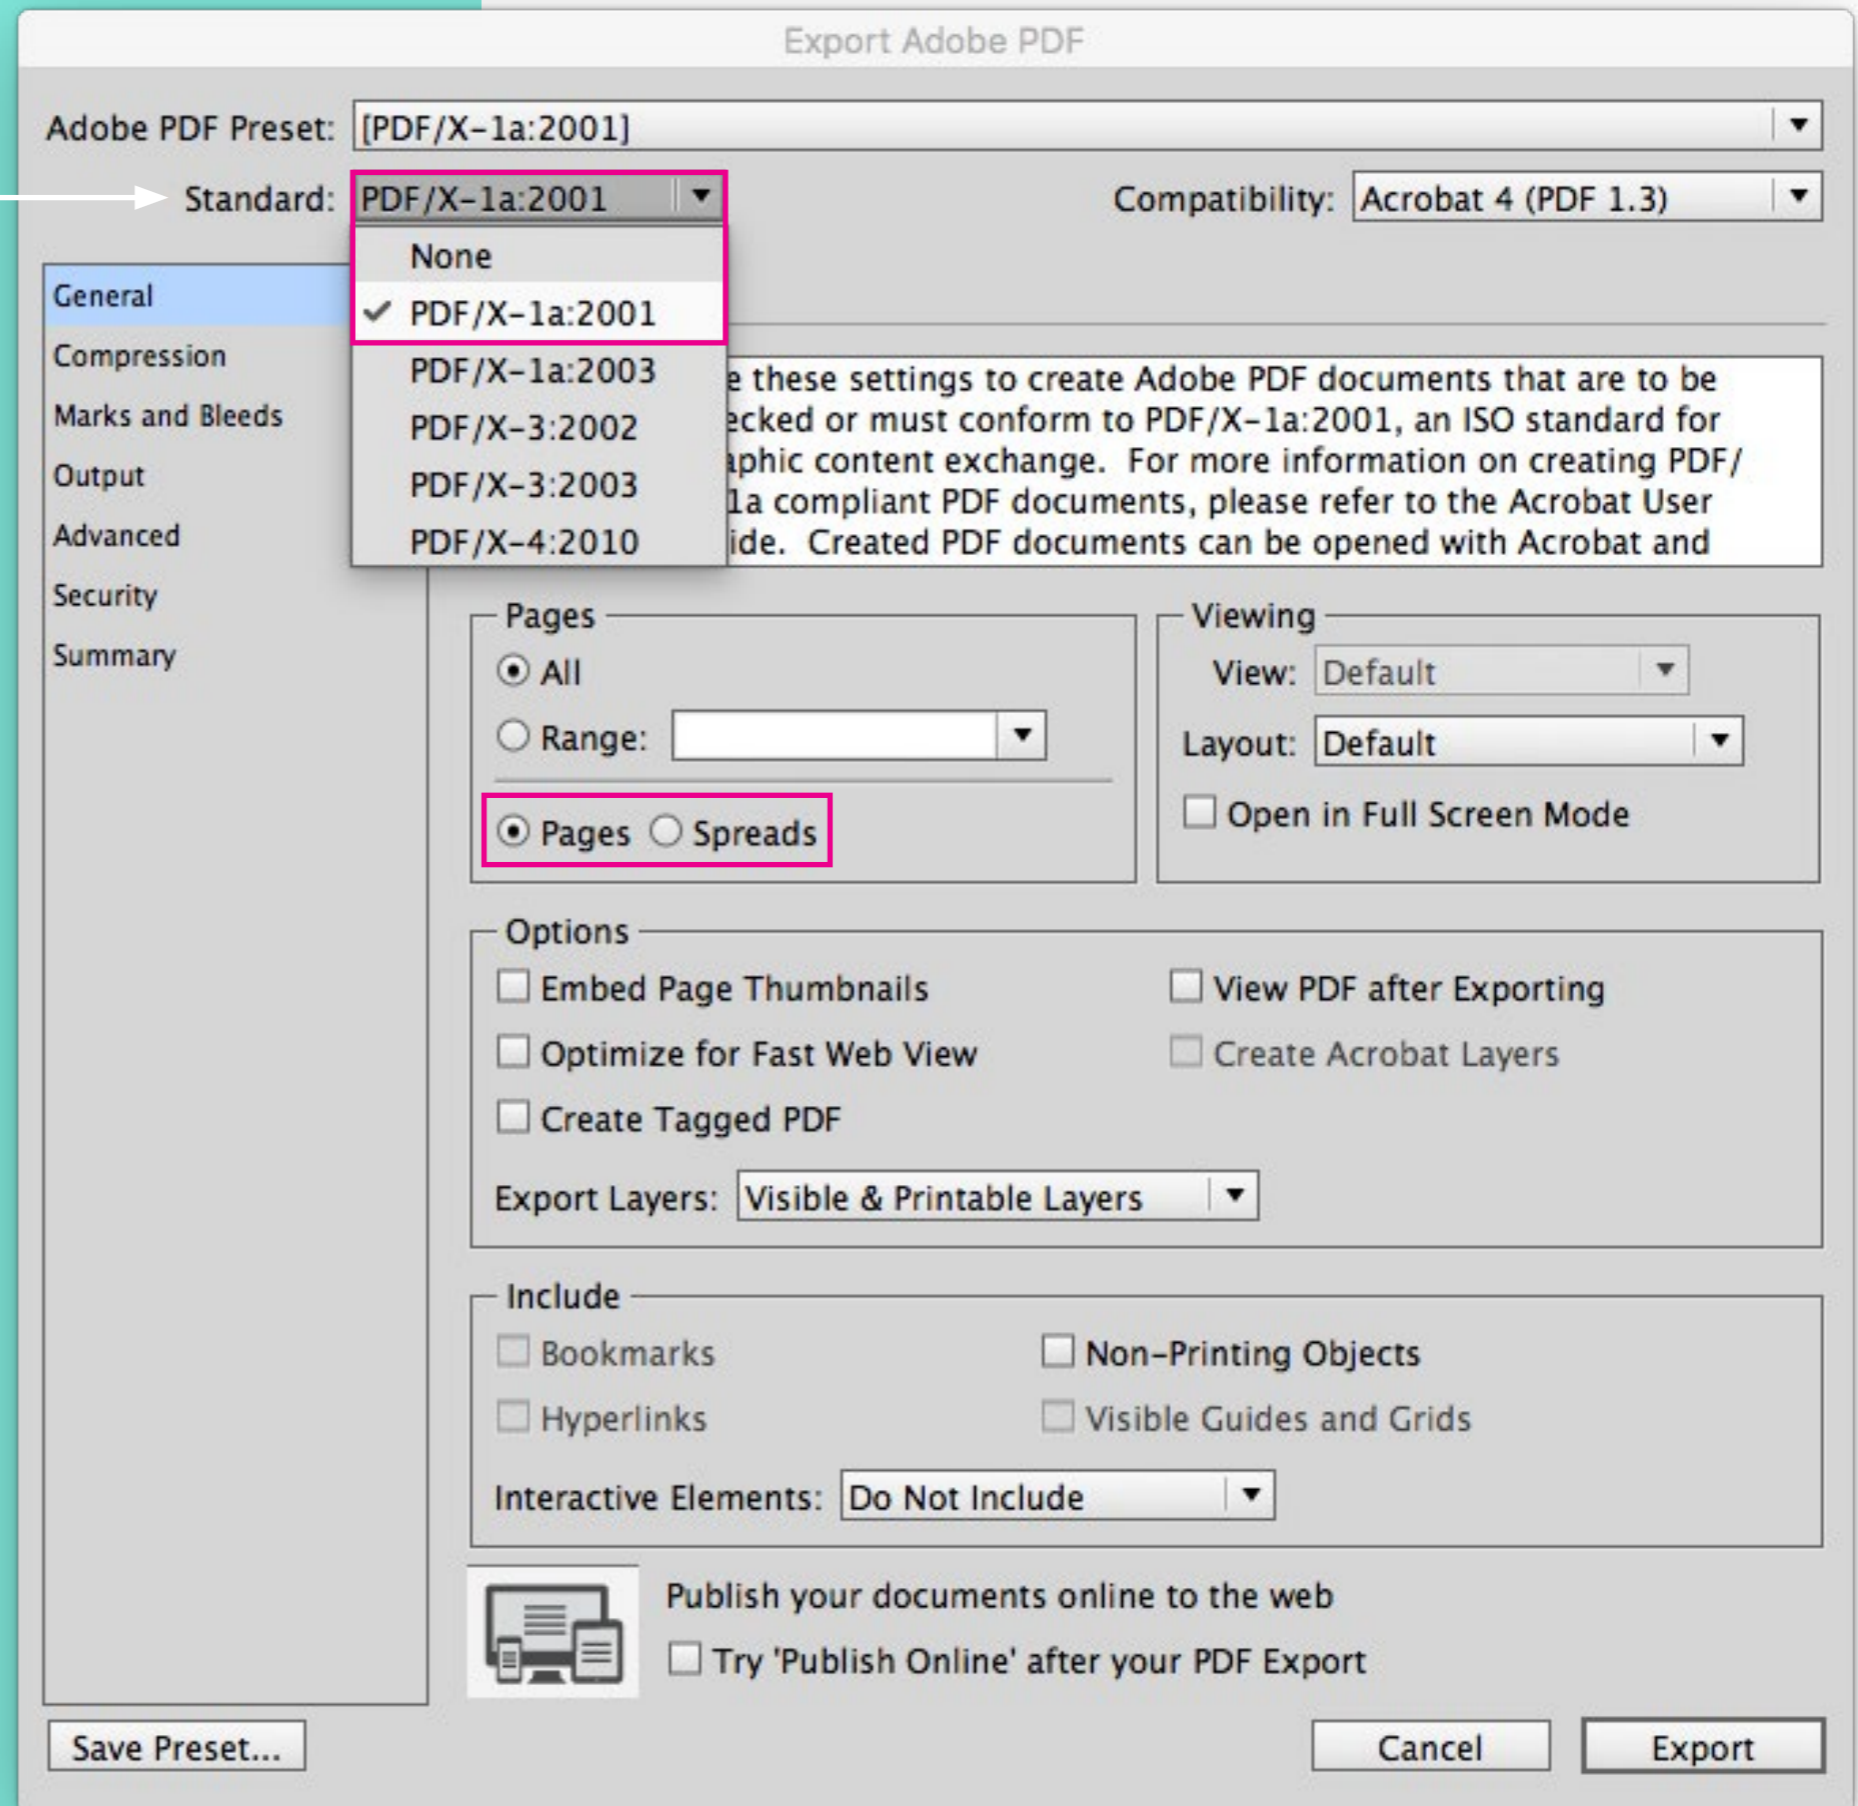 Export Adobe PDF
Adobe PDF Preset: [PDF/X-1a:2001]
Standard: PDF/X-1a:2001
Compatibility: Acrobat 4 (PDF 1.3)
None
PDF/X-1a:2001
PDF/X-1a:2003
PDF/X-3:2002
PDF/X-3:2003
PDF/X-4:2010
General
Compression
Marks and Bleeds
Output
Advanced
Security
Summary
these settings to create Adobe PDF documents that are to be
or must conform to PDF/X-1a:2001, an ISO standard for
content exchange. For more information on creating PDF/
1a compliant PDF documents, please refer to the Acrobat User
Created PDF documents can be opened with Acrobat and
Pages
All
Range:
Pages Spreads
Viewing
View: Default
Layout: Default
Open in Full Screen Mode
Options
Embed Page Thumbnails
View PDF after Exporting
Optimize for Fast Web View
Create Acrobat Layers
Create Tagged PDF
Export Layers: Visible & Printable Layers
Include
Bookmarks
Non-Printing Objects
Hyperlinks
Visible Guides and Grids
Interactive Elements: Do Not Include
Publish your documents online to the web
Try 'Publish Online' after your PDF Export
Save Preset...
Cancel
Export